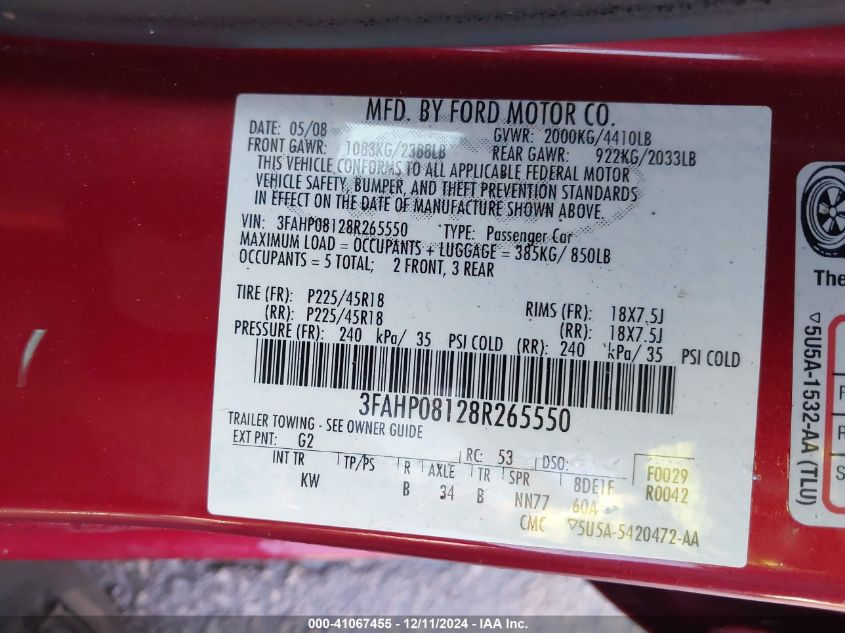 MFD. BY FORD MOTOR CO.
DATE: 05/08 GVWR: 2000KG/4410LB
FRONT GAWR: 1083KG/2388LB REAR GAWR: 922KG/2033LB
THIS VEHICLE CONFORMS TO ALL APPLICABLE FEDERAL MOTOR
VEHICLE SAFETY, BUMPER, AND THEFT PREVENTION STANDARDS
IN EFFECT ON THE DATE OF MANUFACTURE SHOWN ABOVE.
VIN: 3FAHP08128R265550 TYPE: Passenger Car
MAXIMUM LOAD = OCCUPANTS + LUGGAGE = 385KG/ 850LB
OCCUPANTS = 5 TOTAL; 2 FRONT, 3 REAR
TIRE (FR): P225/45R18 RIMS (FR): 18X7.5J
(RR): P225/45R18 (RR): 18X7.5J
PRESSURE (FR): 240 kPa/ 35 PSI COLD (RR): 240 kPa/ 35 PSI COLD
3FAHP08128R265550
TRAILER TOWING - SEE OWNER GUIDE
EXT PNT: G2 RC: 53 DSO: F0029
INT TR TP/PS R AXLE TR SPR 8DE1F R0042
KW B 34 B NN77 60A
CMC ▽5U5A-5420472-AA
The
▽5U5A-1532-AA (TLU)
F
R
S
000-41067455 - 12/11/2024 - IAA Inc.